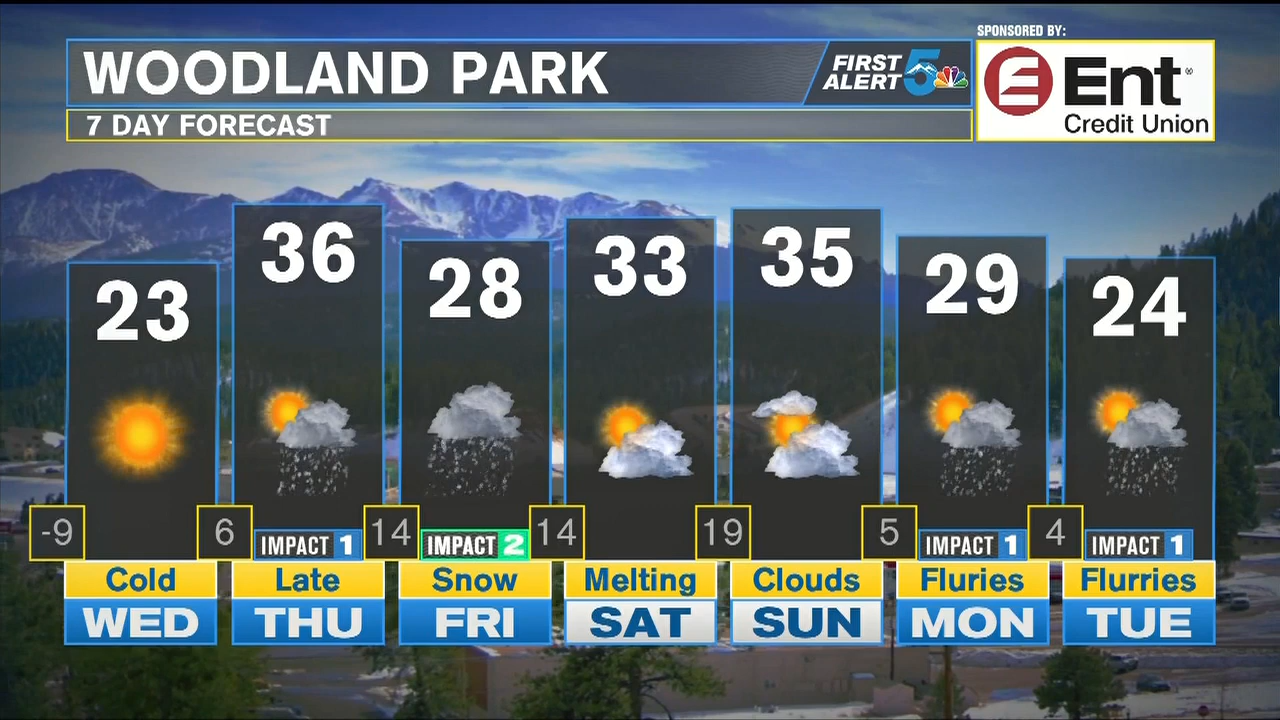 WOODLAND PARK
FIRST
ALERT 5
SPONSORED BY:
Ent
Credit Union
7 DAY FORECAST
23
36
28
33
35
29
24
-9
6
14
14
19
5
4
IMPACT 1
IMPACT 2
IMPACT 1
IMPACT 1
Cold
Late
Snow
Melting
Clouds
Fluries
Flurries
WED
THU
FRI
SAT
SUN
MON
TUE